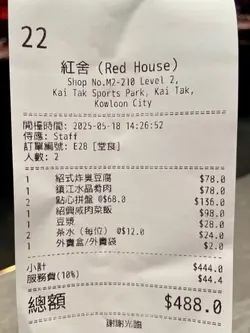 22
紅舍 (Red House)
Shop No.M2-210 Level 2,
Kai Tak Sports Park, Kai Tak,
Kowloon City
開檯時間: 2025-05-18 14:26:52
侍應: Staff
訂單編號: E28 [堂食]
人數: 2
1 紹式炸臭豆腐 $78.0
1 鎮江水晶肴肉 $78.0
2 點心拼盤 @$68.0 $136.0
1 紹興咸肉菜飯 $98.0
1 豆漿 $28.0
2 茶水 (每位) @$12.0 $24.0
1 外賣盒/外賣袋 $2.0
小計 $444.0
服務費(10%) $44.4
總額 $488.0
謝謝光臨